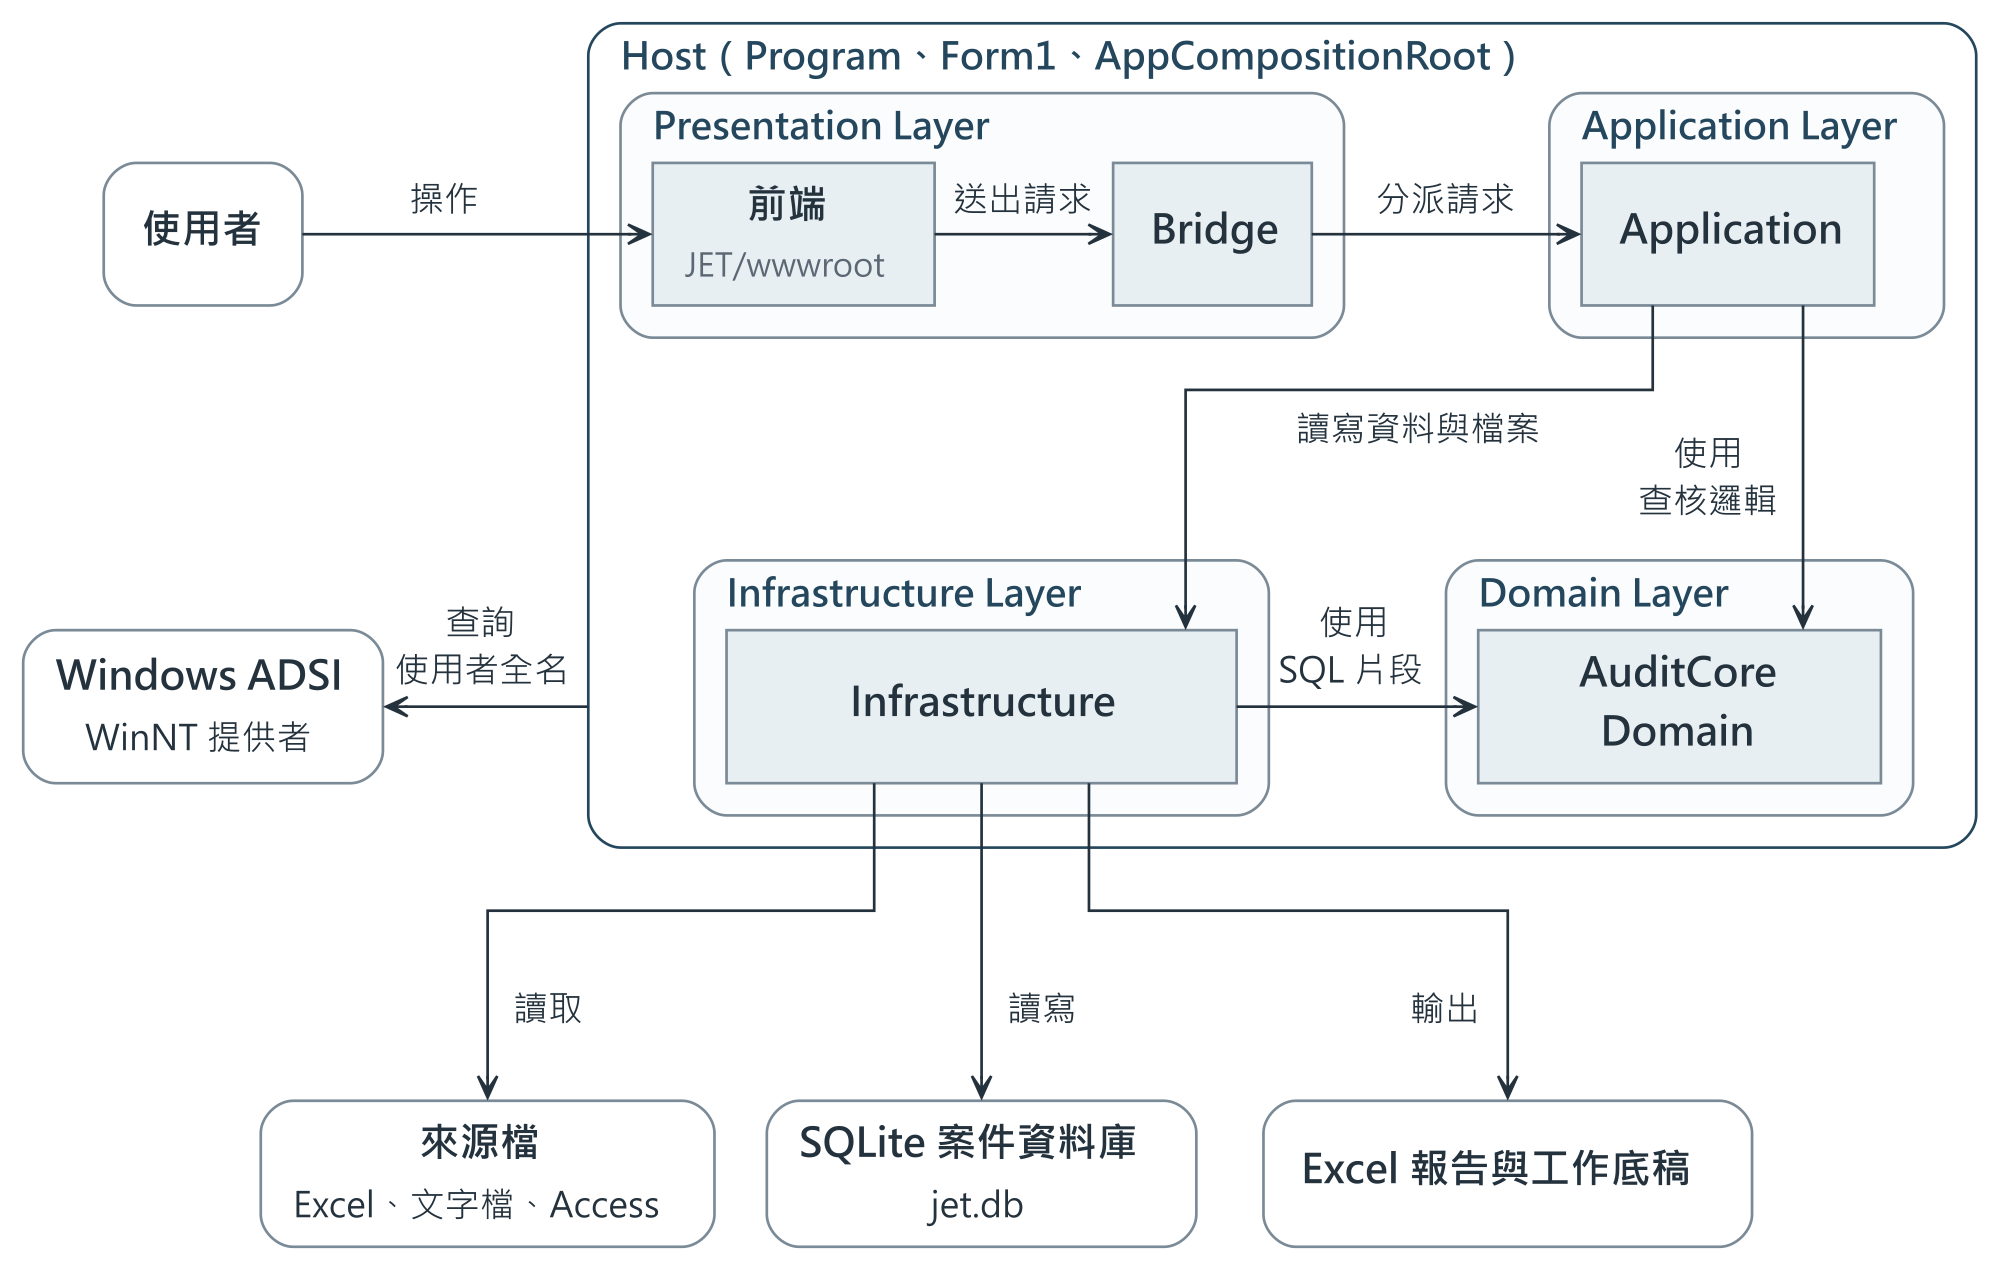 Host（Program、Form1、AppCompositionRoot）
Presentation Layer
Application Layer
使用者
操作
前端
JET/wwwroot
送出請求
Bridge
分派請求
Application
讀寫資料與檔案
使用
查核邏輯
Infrastructure Layer
Domain Layer
Windows ADSI
WinNT 提供者
查詢
使用者全名
Infrastructure
使用
SQL 片段
AuditCore
Domain
讀取
讀寫
輸出
來源檔
Excel、文字檔、Access
SQLite 案件資料庫
jet.db
Excel 報告與工作底稿